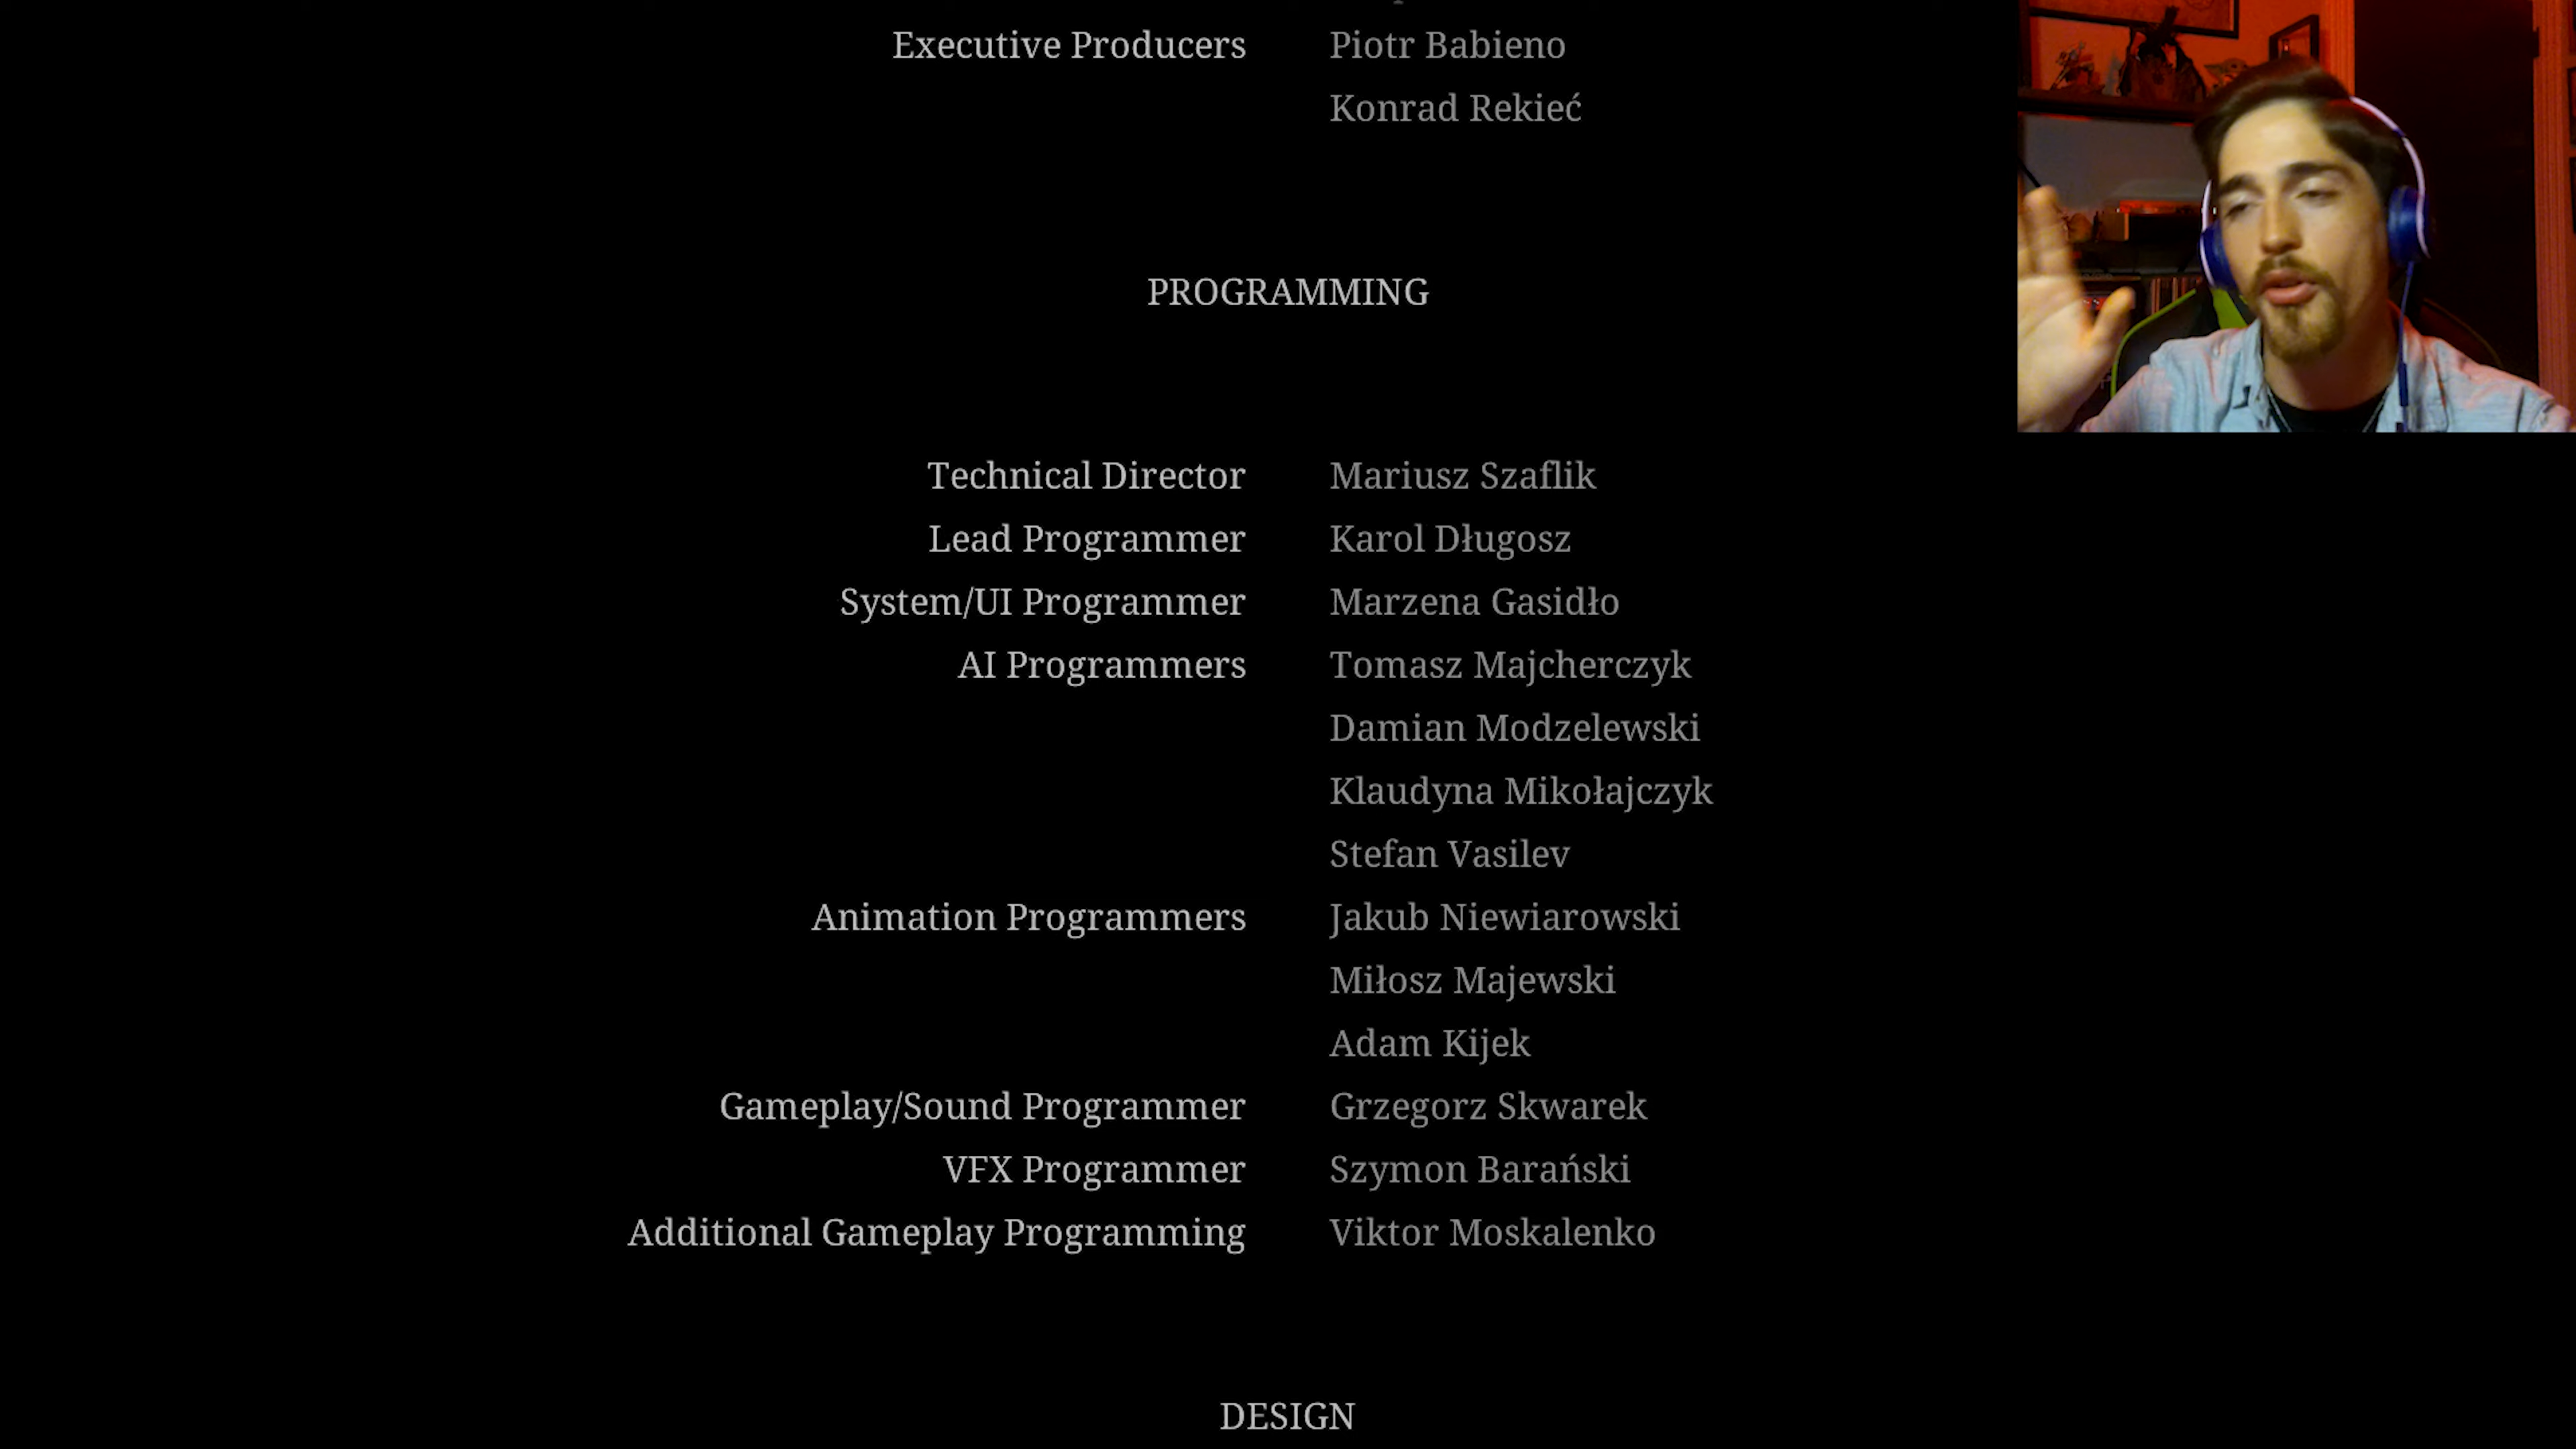 Executive Producers Piotr Babieno
Konrad Rekieć
PROGRAMMING
Technical Director Mariusz Szaflik
Lead Programmer Karol Długosz
System/UI Programmer Marzena Gasidło
AI Programmers Tomasz Majcherczyk
Damian Modzelewski
Klaudyna Mikołajczyk
Stefan Vasilev
Animation Programmers Jakub Niewiarowski
Miłosz Majewski
Adam Kijek
Gameplay/Sound Programmer Grzegorz Skwarek
VFX Programmer Szymon Barański
Additional Gameplay Programming Viktor Moskalenko
DESIGN